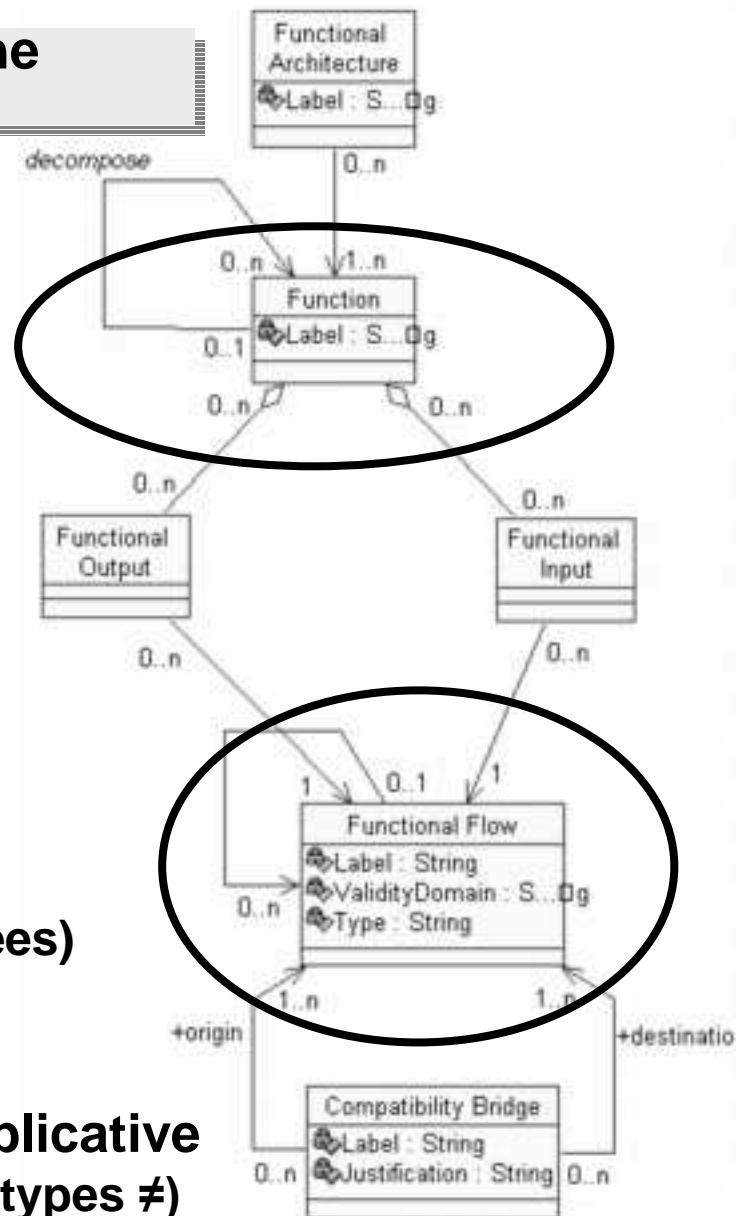 ne
Functional
Architecture
Label : S...g
0..n
decompose
0..n
1..n
Function
Label : S...g
0..1
0..n
0..n
0..n
0..n
Functional
Output
Functional
Input
0..n
0..n
1
0..1
1
Functional Flow
Label : String
ValidityDomain : S...g
Type : String
0..n
ees)
1..n
1..n
+origin
+destinatio
Compatibility Bridge
plicative
Label : String
0..n
Justification : String
0..n
types ≠)